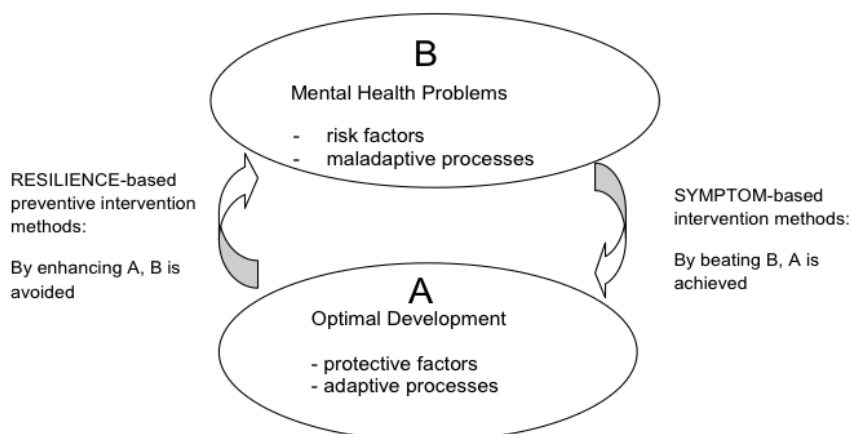 B
Mental Health Problems
- risk factors
- maladaptive processes
RESILIENCE-based
preventive intervention
methods:
By enhancing A, B is
avoided
SYMPTOM-based
intervention methods:
By beating B, A is
achieved
A
Optimal Development
- protective factors
- adaptive processes